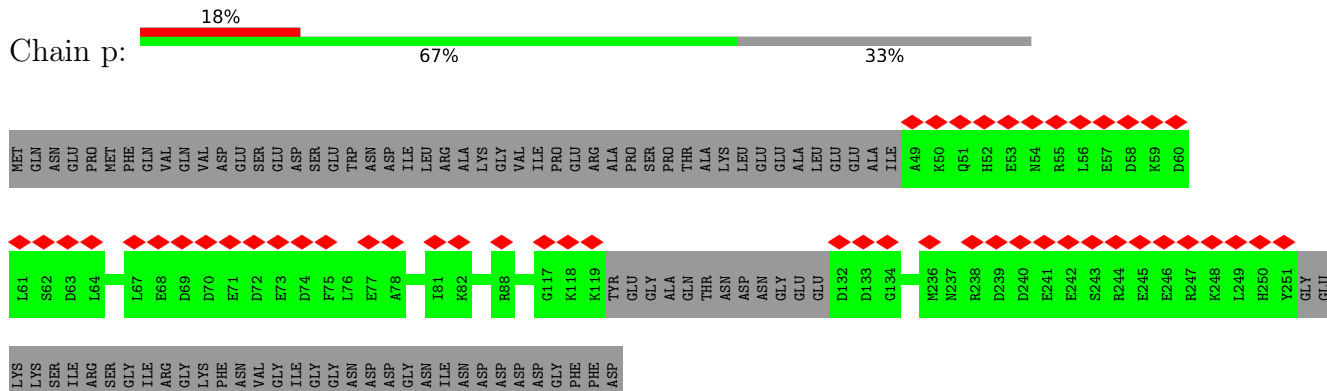 Chain p:
18%
67%
33%
MET GLN ASN GLU PRO MET PHE GLN VAL GLN VAL ASP GLU SER GLU ASP SER GLU TRP ASN ASP ILE LEU ARG ALA LYS GLY VAL ILE PRO GLU ARG ALA PRO SER PRO THR ALA LYS LEU GLU GLU ALA LEU GLU GLU ALA ILE A49 K50 Q51 H52 E53 N54 R55 L56 E57 D58 K59 D60
L61 S62 D63 L64 L67 E68 D69 D70 E71 D72 E73 D74 F75 L76 E77 A78 I81 K82 R88 G117 K118 K119 TYR GLU GLY ALA GLN THR ASN ASP ASN GLY GLU GLU D132 D133 G134 M236 N237 R238 D239 D240 E241 E242 S243 R244 E245 E246 R247 K248 L249 H250 Y251 GLY GLU
LYS LYS SER ILE ARG SER GLY ILE ARG GLY LYS PHE ASN VAL GLY ILE GLY GLY ASN ASP ASP GLY ASN ILE ASN ASP ASP ASP ASP GLY PHE PHE ASP